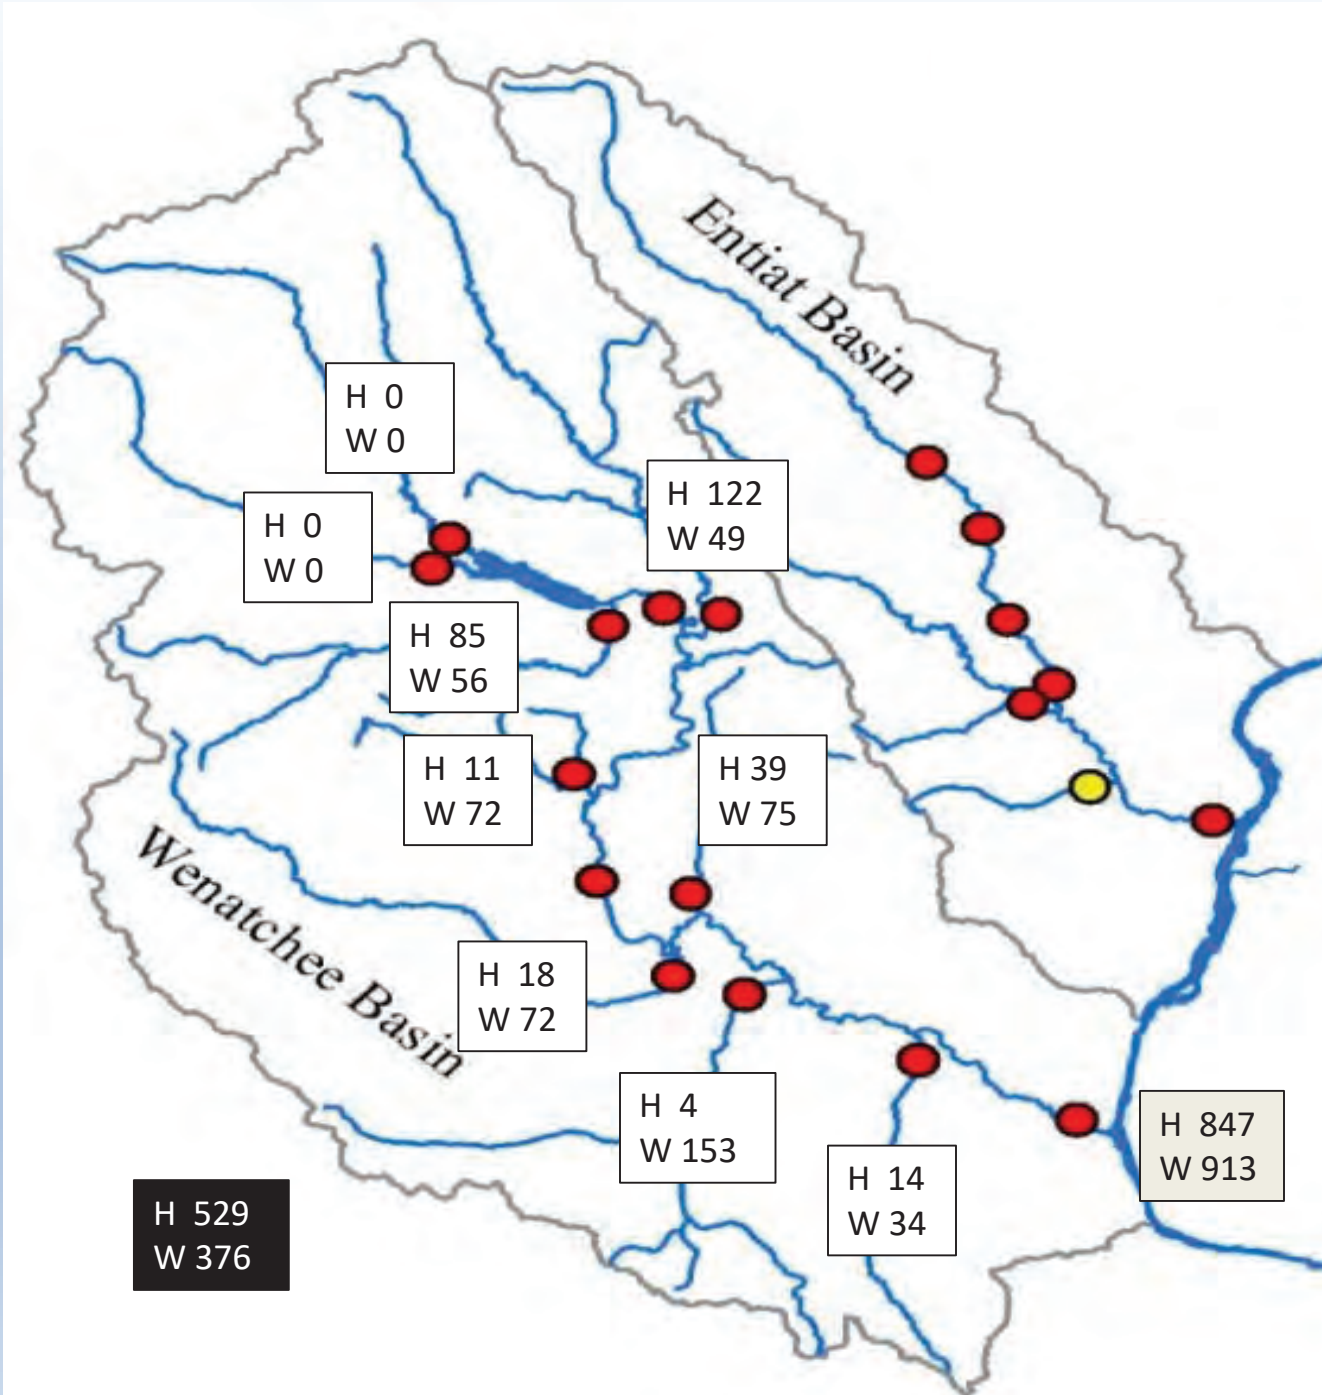 Entiat Basin
H 0
W 0
H 122
W 49
H 0
W 0
H 85
W 56
H 11
W 72
H 39
W 75
Wenatchee Basin
H 18
W 72
H 4
W 153
H 847
W 913
H 14
W 34
H 529
W 376